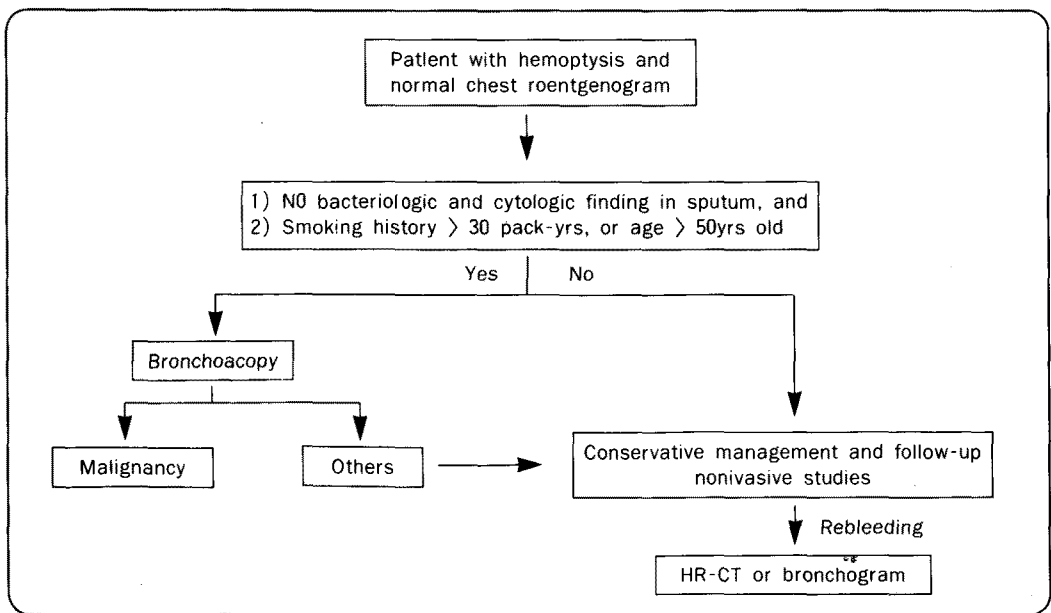 Patient with hemoptysis and
normal chest roentgenogram
1) NO bacteriologic and cytologic finding in sputum, and
2) Smoking history > 30 pack-yrs, or age > 50yrs old
Yes
No
Bronchoacopy
Malignancy
Others
Conservative management and follow-up
nonivasive studies
Rebleeding
HR-CT or bronchogram